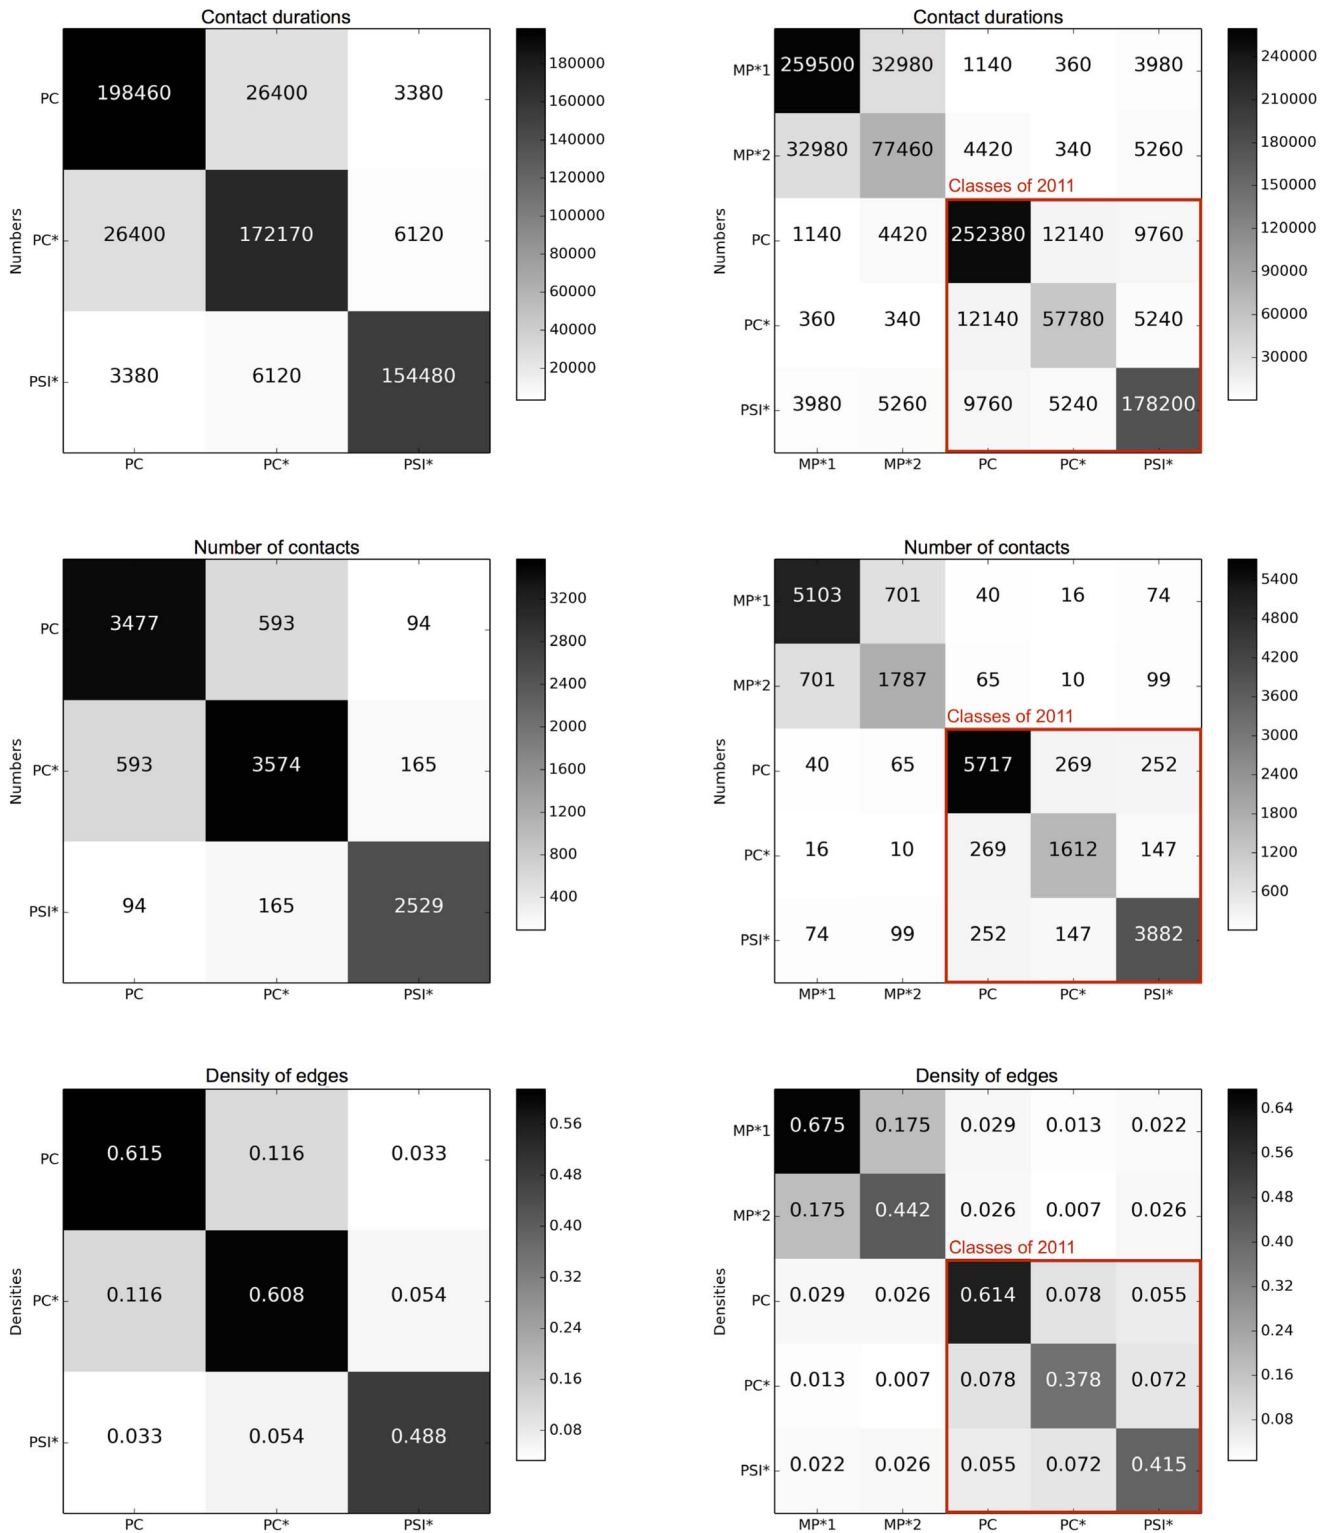 Contact durations
PC 198460 26400 3380
PC* 26400 172170 6120
PSI* 3380 6120 154480
PC PC* PSI*
Numbers
180000
160000
140000
120000
100000
80000
60000
40000
20000
Contact durations
MP*1 259500 32980 1140 360 3980
MP*2 32980 77460 4420 340 5260
Classes of 2011
PC 1140 4420 252380 12140 9760
PC* 360 340 12140 57780 5240
PSI* 3980 5260 9760 5240 178200
MP*1 MP*2 PC PC* PSI*
Numbers
240000
210000
180000
150000
120000
90000
60000
30000
Number of contacts
PC 3477 593 94
PC* 593 3574 165
PSI* 94 165 2529
PC PC* PSI*
Numbers
3200
2800
2400
2000
1600
1200
800
400
Number of contacts
MP*1 5103 701 40 16 74
MP*2 701 1787 65 10 99
Classes of 2011
PC 40 65 5717 269 252
PC* 16 10 269 1612 147
PSI* 74 99 252 147 3882
MP*1 MP*2 PC PC* PSI*
Numbers
5400
4800
4200
3600
3000
2400
1800
1200
600
Density of edges
PC 0.615 0.116 0.033
PC* 0.116 0.608 0.054
PSI* 0.033 0.054 0.488
PC PC* PSI*
Densities
0.56
0.48
0.40
0.32
0.24
0.16
0.08
Density of edges
MP*1 0.675 0.175 0.029 0.013 0.022
MP*2 0.175 0.442 0.026 0.007 0.026
Classes of 2011
PC 0.029 0.026 0.614 0.078 0.055
PC* 0.013 0.007 0.078 0.378 0.072
PSI* 0.022 0.026 0.055 0.072 0.415
MP*1 MP*2 PC PC* PSI*
Densities
0.64
0.56
0.48
0.40
0.32
0.24
0.16
0.08